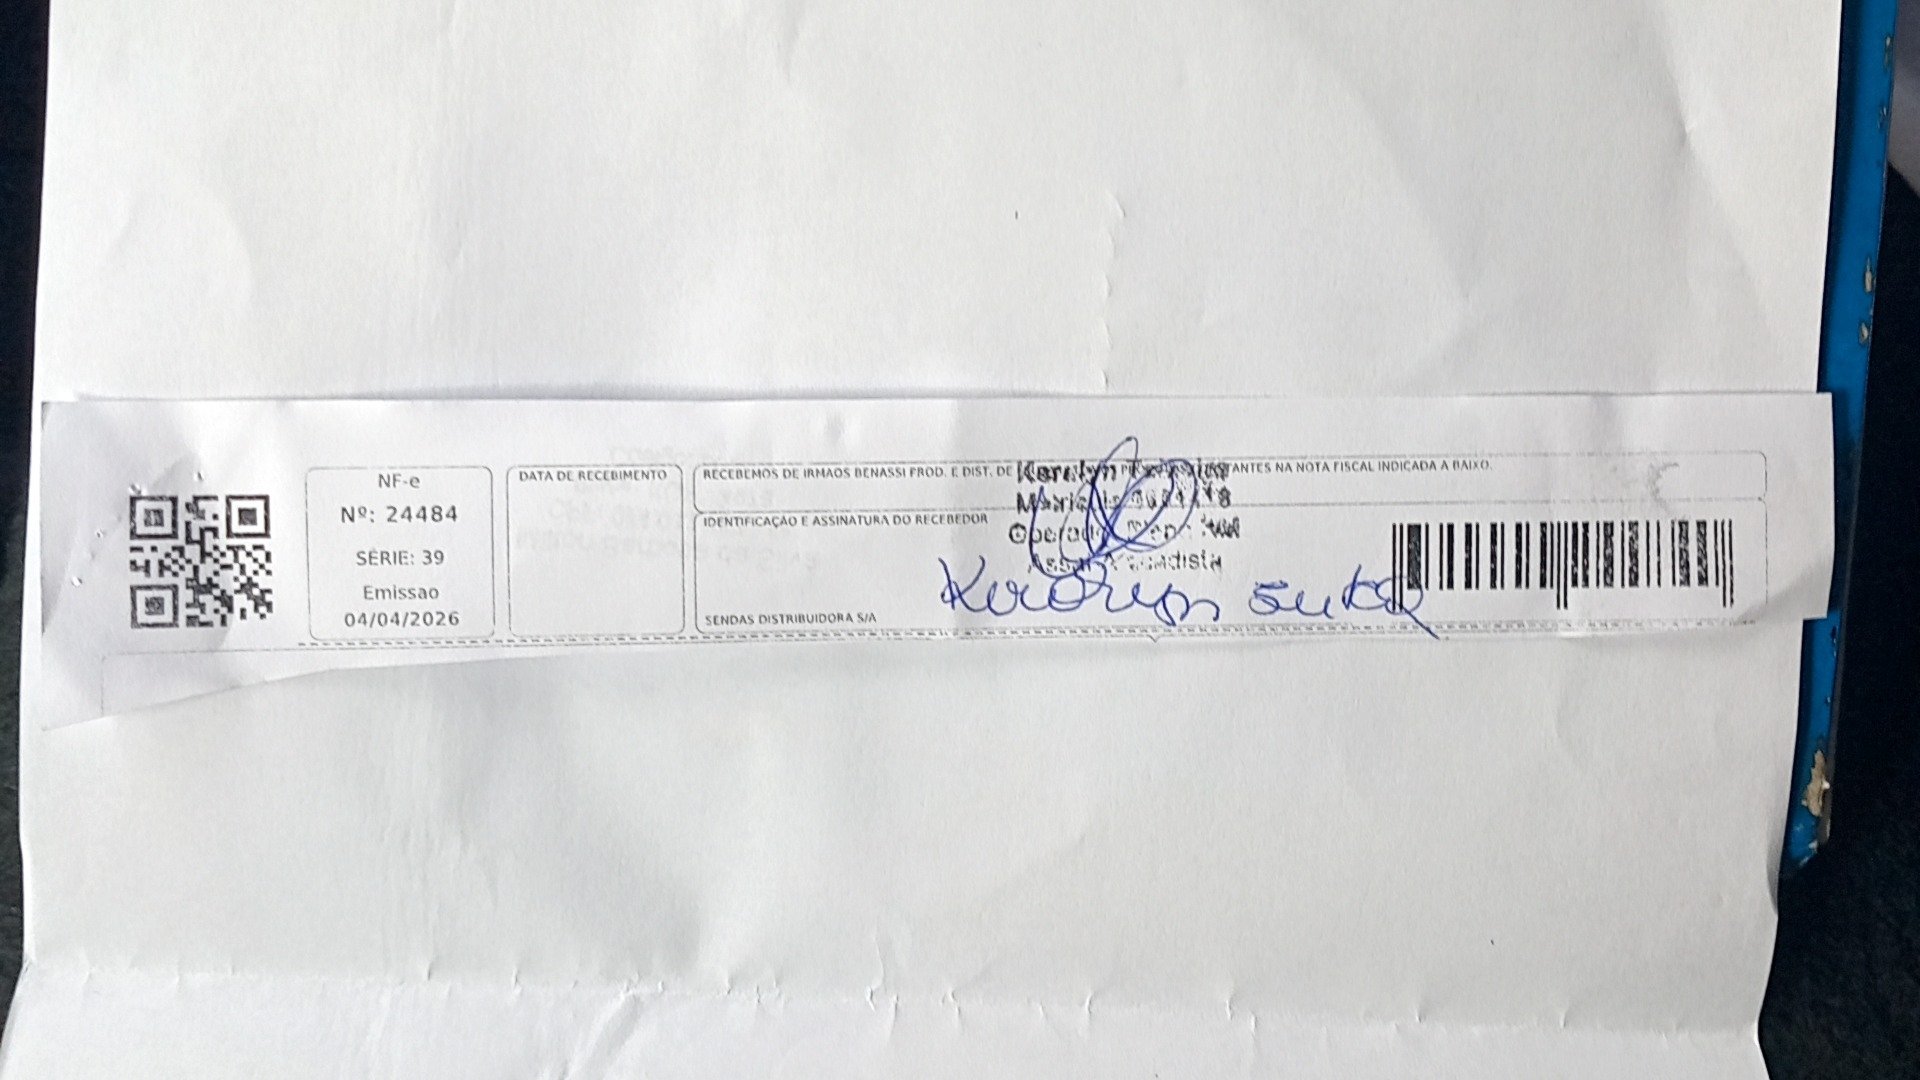 NF-e
Nº: 24484
SÉRIE: 39
Emissao
04/04/2026
DATA DE RECEBIMENTO
RECEBEMOS DE IRMAOS BENASSI PROD. E DIST. DE
NA NOTA FISCAL INDICADA A BAIXO.
IDENTIFICAÇÃO E ASSINATURA DO RECEBEDOR
SENDAS DISTRIBUIDORA S/A